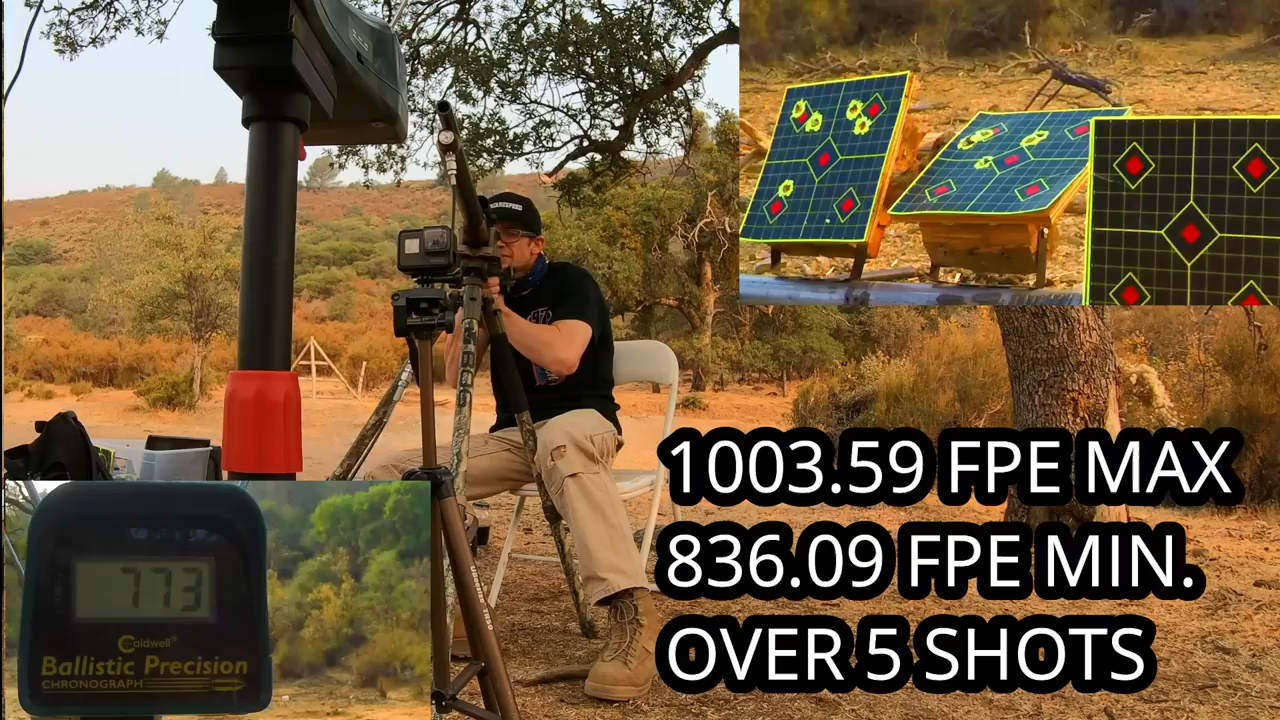 1003.59 FPE MAX
836.09 FPE MIN.
OVER 5 SHOTS
773
Caldwell®
Ballistic Precision
CHRONOGRAPH